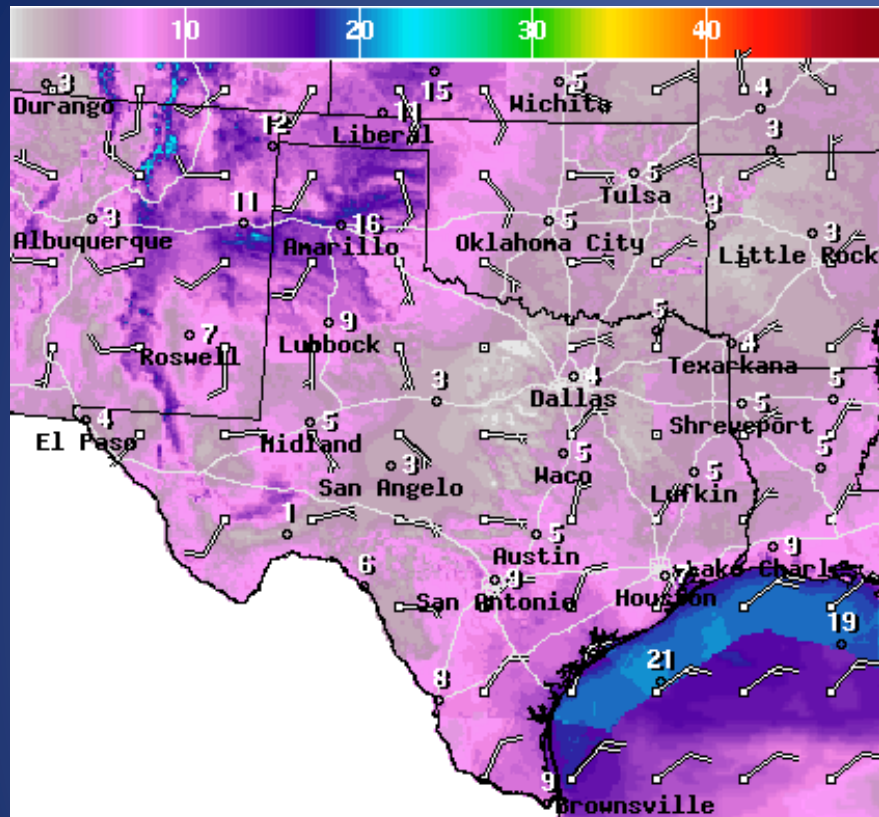 10 20 30 40
3 15 5 4
Durango Wichita
11
Liberal
12 3
5
Tulsa
3 11 16 5 3 3
Albuquerque Amarillo Oklahoma City Little Rock
7 9 5 4
Roswell Lubbock Texarkana
3 4 5
Dallas
4 5 5
El Paso Midland Shreveport
3 5 5 5
San Angelo Waco Lufkin
1 5 9
Austin
6 9 7 Lake Charles
San Antonio Houston
19
21
8
9
Brownsville